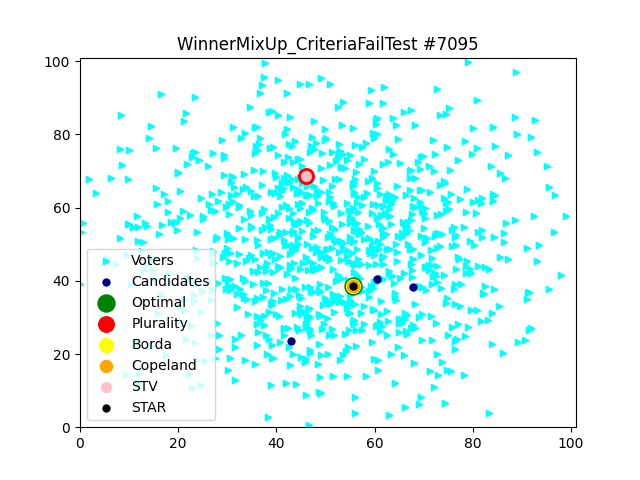 WinnerMixUp_CriteriaFailTest #7095
100
80
60
40
20
0
0
20
40
60
80
100
Voters
Candidates
Optimal
Plurality
Borda
Copeland
STV
STAR